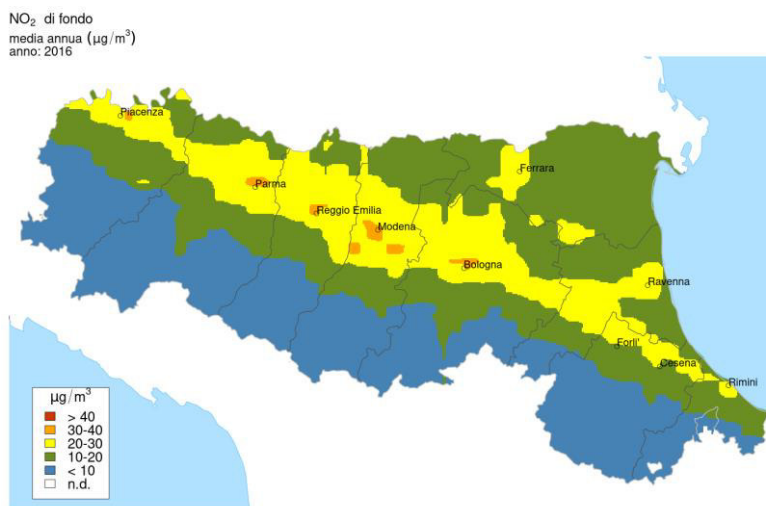 NO₂ di fondo
media annua (µg/m³)
anno: 2016
Piacenza
Parma
Reggio Emilia
Modena
Ferrara
Bologna
Ravenna
Forli'
Cesena
Rimini
µg/m³
> 40
30-40
20-30
10-20
< 10
n.d.